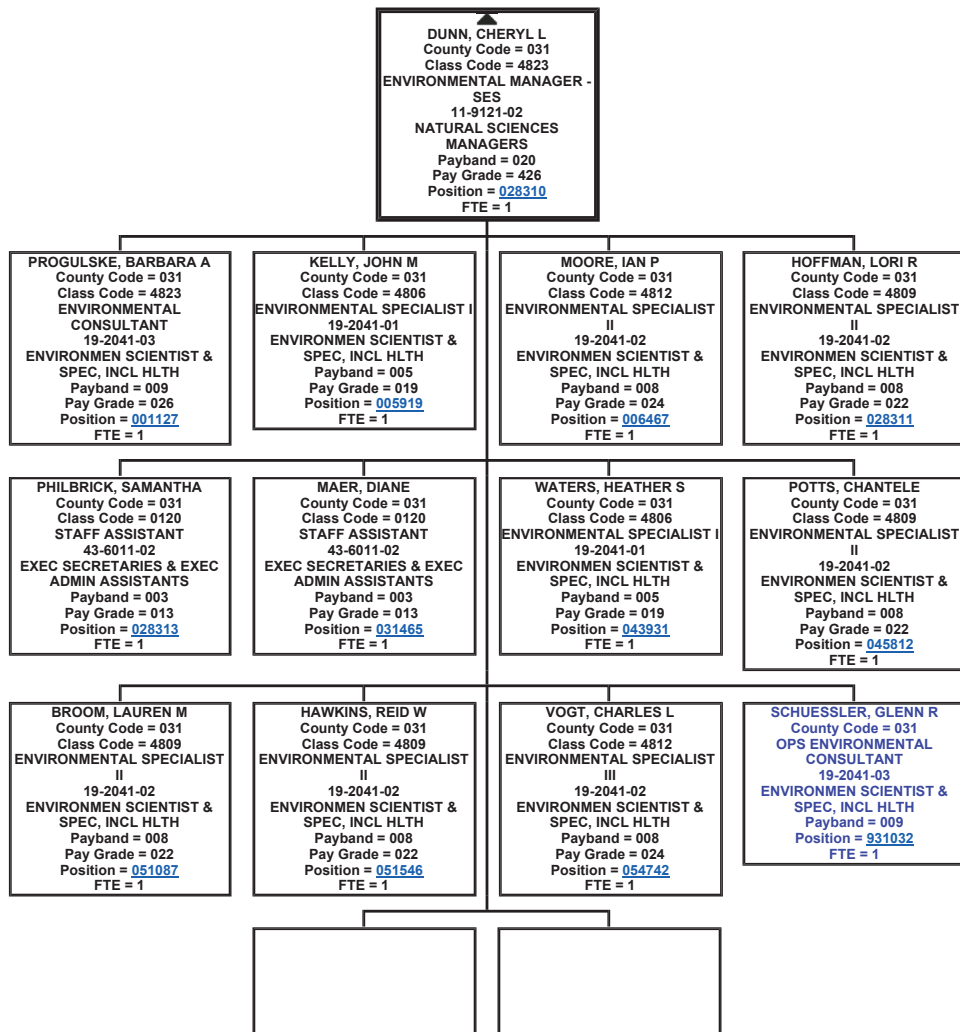 DUNN, CHERYL L
County Code = 031
Class Code = 4823
ENVIRONMENTAL MANAGER -
SES
11-9121-02
NATURAL SCIENCES
MANAGERS
Payband = 020
Pay Grade = 426
Position = 028310
FTE = 1
PROGULSKE, BARBARA A
County Code = 031
Class Code = 4823
ENVIRONMENTAL
CONSULTANT
19-2041-03
ENVIRONMEN SCIENTIST &
SPEC, INCL HLTH
Payband = 009
Pay Grade = 026
Position = 001127
FTE = 1
KELLY, JOHN M
County Code = 031
Class Code = 4806
ENVIRONMENTAL SPECIALIST I
19-2041-01
ENVIRONMEN SCIENTIST &
SPEC, INCL HLTH
Payband = 005
Pay Grade = 019
Position = 005919
FTE = 1
MOORE, IAN P
County Code = 031
Class Code = 4812
ENVIRONMENTAL SPECIALIST
II
19-2041-02
ENVIRONMEN SCIENTIST &
SPEC, INCL HLTH
Payband = 008
Pay Grade = 024
Position = 006467
FTE = 1
HOFFMAN, LORI R
County Code = 031
Class Code = 4809
ENVIRONMENTAL SPECIALIST
II
19-2041-02
ENVIRONMEN SCIENTIST &
SPEC, INCL HLTH
Payband = 008
Pay Grade = 022
Position = 028311
FTE = 1
PHILBRICK, SAMANTHA
County Code = 031
Class Code = 0120
STAFF ASSISTANT
43-6011-02
EXEC SECRETARIES & EXEC
ADMIN ASSISTANTS
Payband = 003
Pay Grade = 013
Position = 028313
FTE = 1
MAER, DIANE
County Code = 031
Class Code = 0120
STAFF ASSISTANT
43-6011-02
EXEC SECRETARIES & EXEC
ADMIN ASSISTANTS
Payband = 003
Pay Grade = 013
Position = 031465
FTE = 1
WATERS, HEATHER S
County Code = 031
Class Code = 4806
ENVIRONMENTAL SPECIALIST I
19-2041-01
ENVIRONMEN SCIENTIST &
SPEC, INCL HLTH
Payband = 005
Pay Grade = 019
Position = 043931
FTE = 1
POTTS, CHANTELE
County Code = 031
Class Code = 4809
ENVIRONMENTAL SPECIALIST
II
19-2041-02
ENVIRONMEN SCIENTIST &
SPEC, INCL HLTH
Payband = 008
Pay Grade = 022
Position = 045812
FTE = 1
BROOM, LAUREN M
County Code = 031
Class Code = 4809
ENVIRONMENTAL SPECIALIST
II
19-2041-02
ENVIRONMEN SCIENTIST &
SPEC, INCL HLTH
Payband = 008
Pay Grade = 022
Position = 051087
FTE = 1
HAWKINS, REID W
County Code = 031
Class Code = 4809
ENVIRONMENTAL SPECIALIST
II
19-2041-02
ENVIRONMEN SCIENTIST &
SPEC, INCL HLTH
Payband = 008
Pay Grade = 022
Position = 051546
FTE = 1
VOGT, CHARLES L
County Code = 031
Class Code = 4812
ENVIRONMENTAL SPECIALIST
III
19-2041-02
ENVIRONMEN SCIENTIST &
SPEC, INCL HLTH
Payband = 008
Pay Grade = 024
Position = 054742
FTE = 1
SCHUESSLER, GLENN R
County Code = 031
OPS ENVIRONMENTAL
CONSULTANT
19-2041-03
ENVIRONMEN SCIENTIST &
SPEC, INCL HLTH
Payband = 009
Position = 931032
FTE = 1